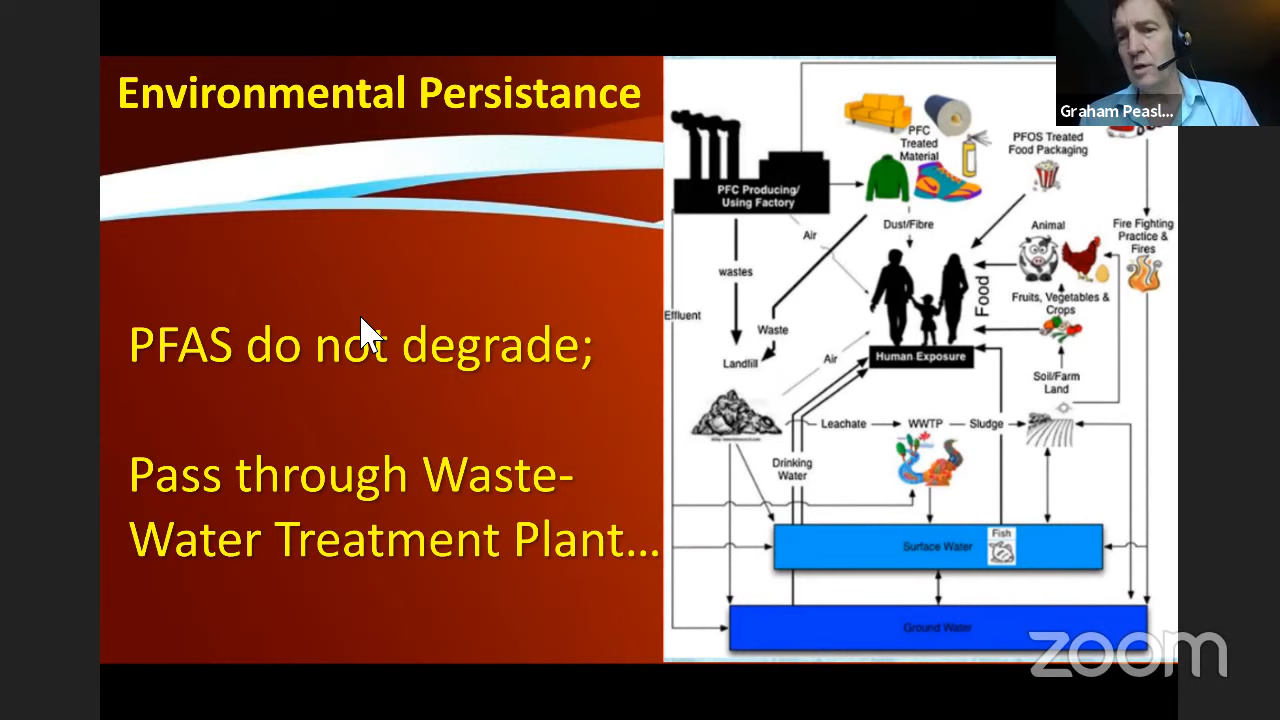 Environmental Persistance
PFAS do not degrade;
Pass through Waste-
Water Treatment Plant...
Graham Peasl...
PFC
Treated
Material
PFOS Treated
Food Packaging
PFC Producing/
Using Factory
Air
Dust/Fibre
Animal
Fire Fighting
Practice &
Fires
wastes
Food
Fruits, Vegetables &
Crops
Effluent
Waste
Landfill
Air
Human Exposure
Soil/Farm
Land
Leachate
WWTP
Sludge
Drinking
Water
Surface Water
Fish
Ground Water
zoom